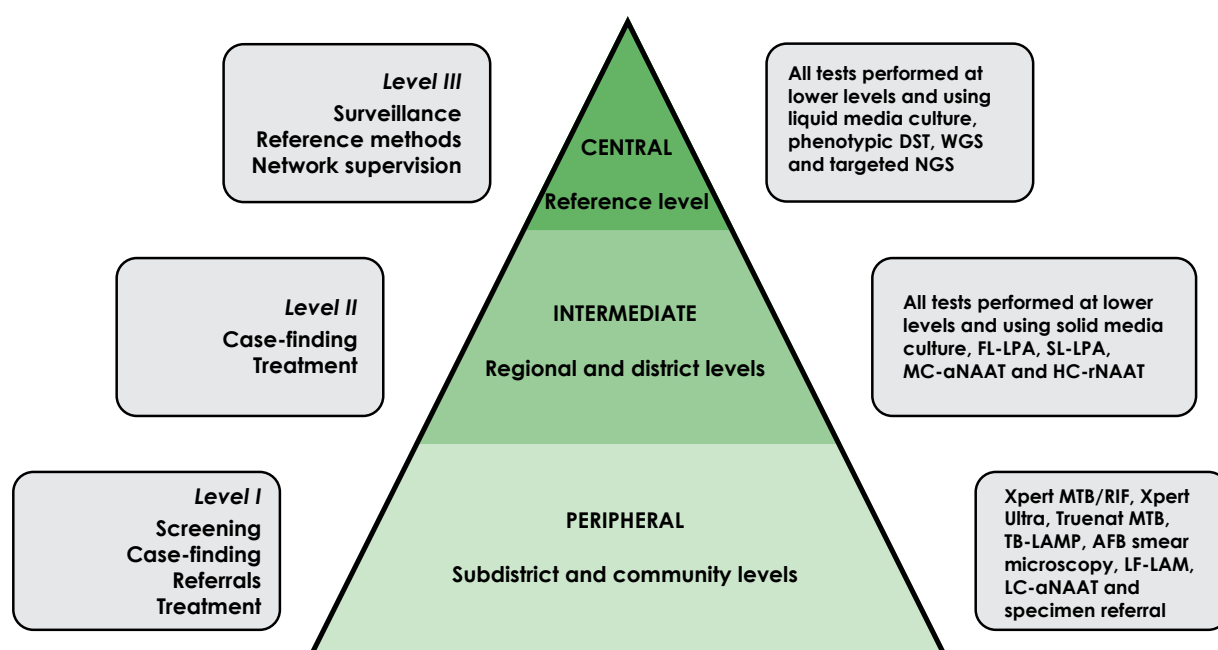 Level III
Surveillance
Reference methods
Network supervision
CENTRAL
Reference level
All tests performed at
lower levels and using
liquid media culture,
phenotypic DST, WGS
and targeted NGS
Level II
Case-finding
Treatment
INTERMEDIATE
Regional and district levels
All tests performed at lower
levels and using solid media
culture, FL-LPA, SL-LPA,
MC-aNAAT and HC-rNAAT
Level I
Screening
Case-finding
Referrals
Treatment
PERIPHERAL
Subdistrict and community levels
Xpert MTB/RIF, Xpert
Ultra, Truenat MTB,
TB-LAMP, AFB smear
microscopy, LF-LAM,
LC-aNAAT and
specimen referral